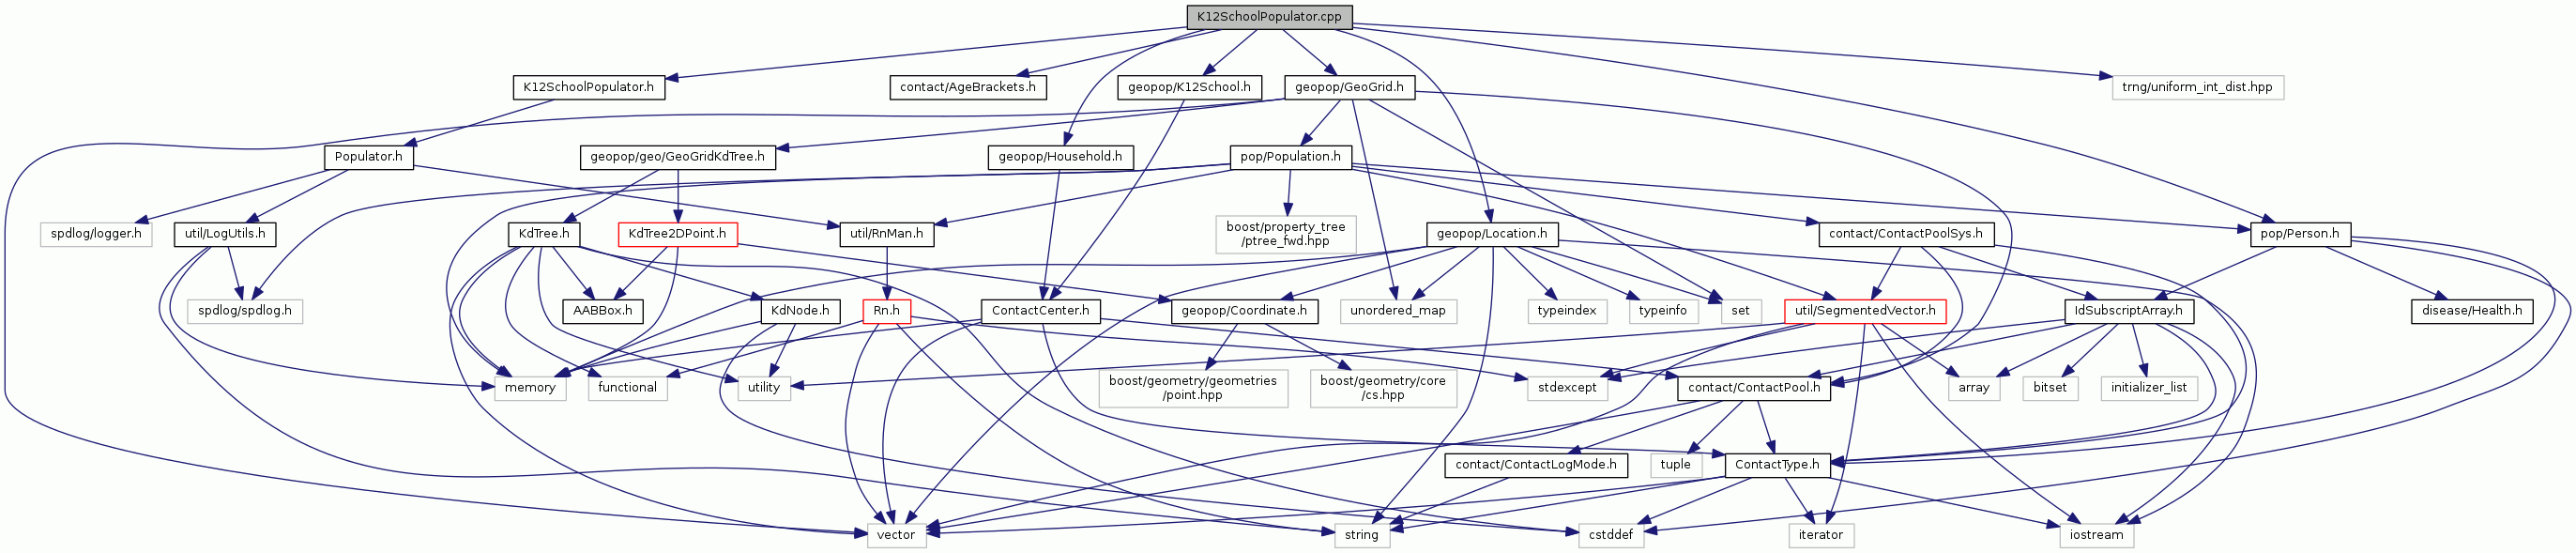 K12SchoolPopulator.cpp
K12SchoolPopulator.h
contact/AgeBrackets.h
geopop/K12School.h
geopop/GeoGrid.h
trng/uniform_int_dist.hpp
Populator.h
geopop/geo/GeoGridKdTree.h
geopop/Household.h
pop/Population.h
spdlog/logger.h
util/LogUtils.h
KdTree.h
KdTree2DPoint.h
util/RnMan.h
boost/property_tree
/ptree_fwd.hpp
geopop/Location.h
contact/ContactPoolSys.h
pop/Person.h
spdlog/spdlog.h
AABBox.h
KdNode.h
Rn.h
ContactCenter.h
geopop/Coordinate.h
unordered_map
typeindex
typeinfo
set
util/SegmentedVector.h
IdSubscriptArray.h
disease/Health.h
memory
functional
utility
boost/geometry/geometries
/point.hpp
boost/geometry/core
/cs.hpp
stdexcept
contact/ContactPool.h
array
bitset
initializer_list
contact/ContactLogMode.h
tuple
ContactType.h
vector
string
cstddef
iterator
iostream